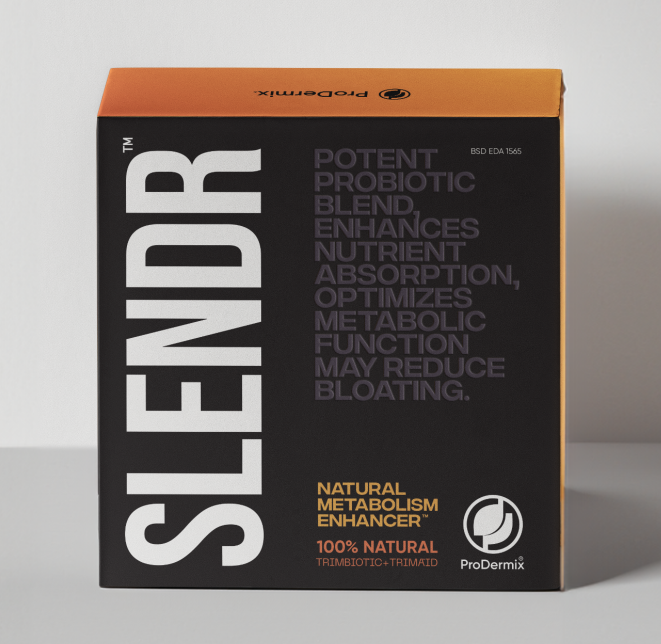 ProDermix.
SLENDR™
BSD EDA 1565
POTENT
PROBIOTIC
BLEND,
ENHANCES
NUTRIENT
ABSORPTION,
OPTIMIZES
METABOLIC
FUNCTION
MAY REDUCE
BLOATING.
NATURAL
METABOLISM
ENHANCER™
100% NATURAL
TRIMBIOTIC+TRIMAID
ProDermix®